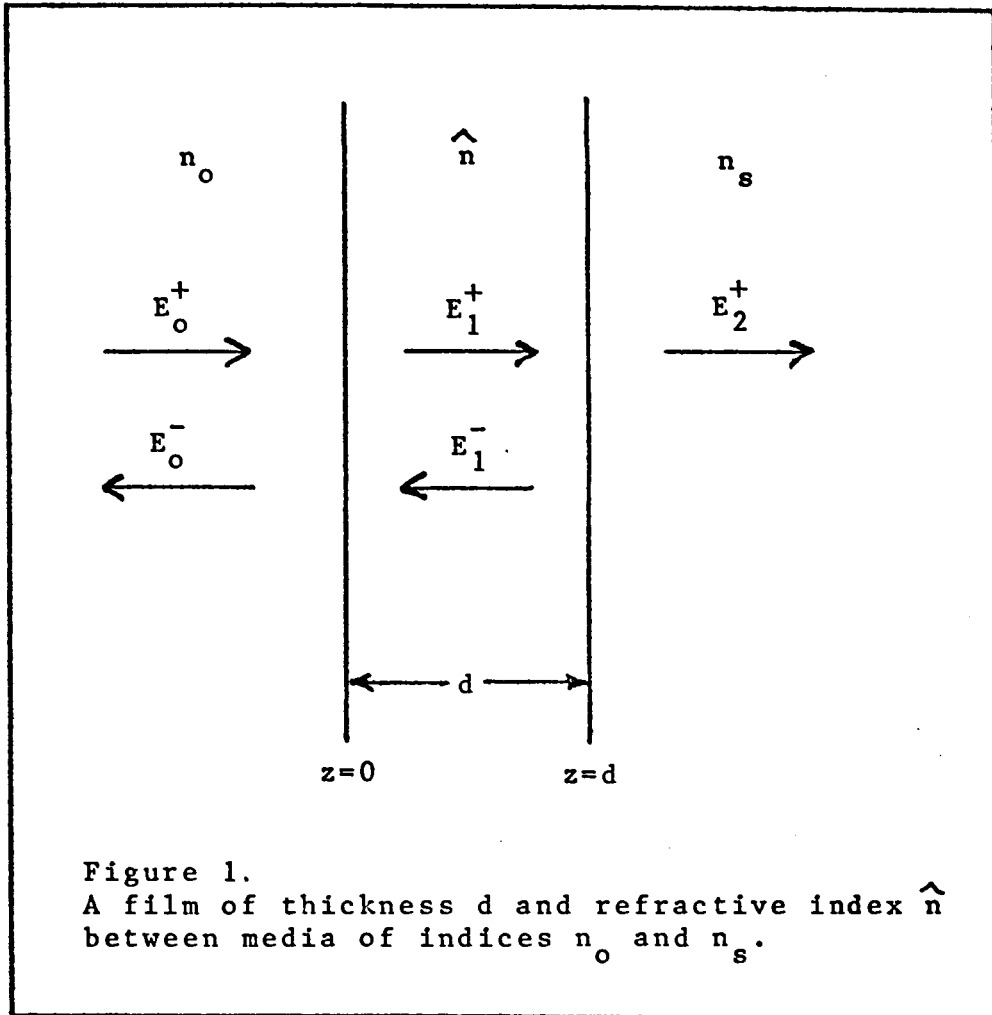 n_o n̂ n_s
E_o^+ E_1^+ E_2^+
E_o^- E_1^-
d
z=0 z=d
Figure 1.
A film of thickness d and refractive index n̂
between media of indices n_o and n_s.